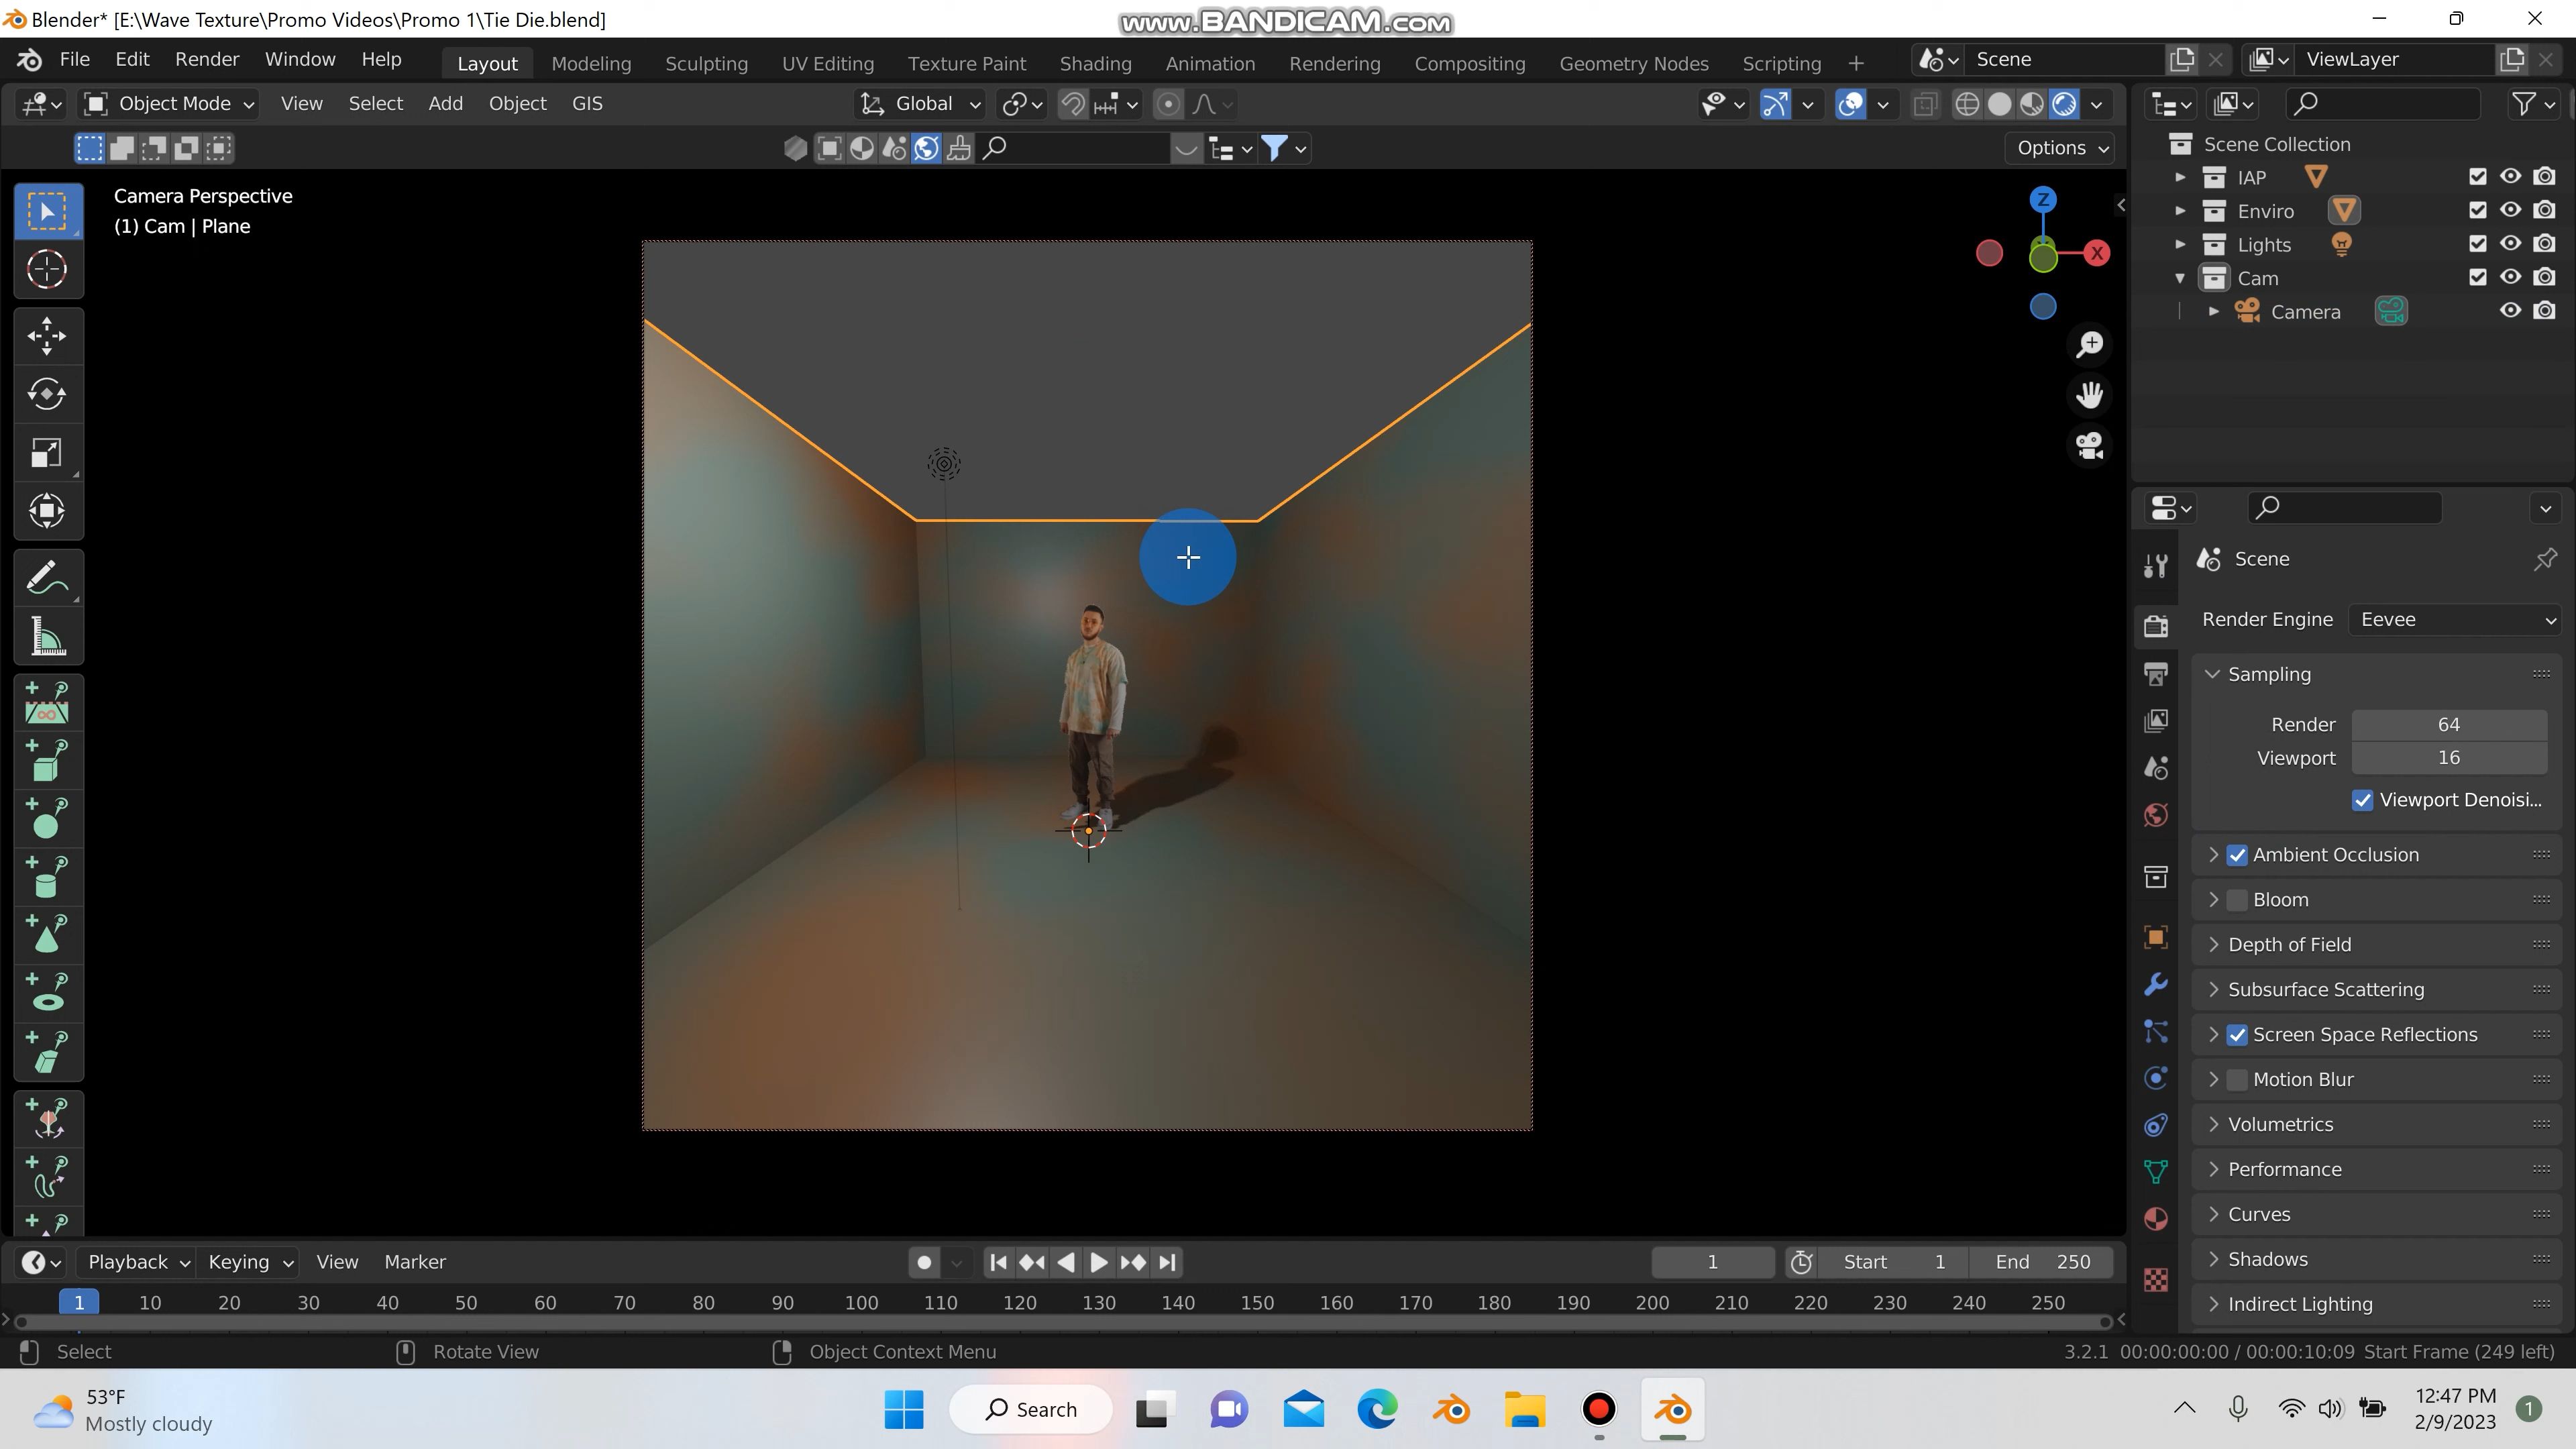 Blender* [E:\Wave Texture\Promo Videos\Promo 1\Tie Die.blend]
www.BANDICAM.com
File Edit Render Window Help
Layout Modeling Sculpting UV Editing Texture Paint Shading Animation Rendering Compositing Geometry Nodes Scripting +
Scene
ViewLayer
Object Mode View Select Add Object GIS
Global
Options
Camera Perspective
(1) Cam | Plane
Z
X
Scene Collection
IAP
Enviro
Lights
Cam
Camera
Scene
Render Engine Eevee
Sampling
Render 64
Viewport 16
Viewport Denoisi...
Ambient Occlusion
Bloom
Depth of Field
Subsurface Scattering
Screen Space Reflections
Motion Blur
Volumetrics
Performance
Curves
Shadows
Indirect Lighting
Playback Keying View Marker
1 Start 1 End 250
1 10 20 30 40 50 60 70 80 90 100 110 120 130 140 150 160 170 180 190 200 210 220 230 240 250
Select Rotate View Object Context Menu
3.2.1 00:00:00:00 / 00:00:10:09 Start Frame (249 left)
53°F
Mostly cloudy
Search
12:47 PM
2/9/2023
1